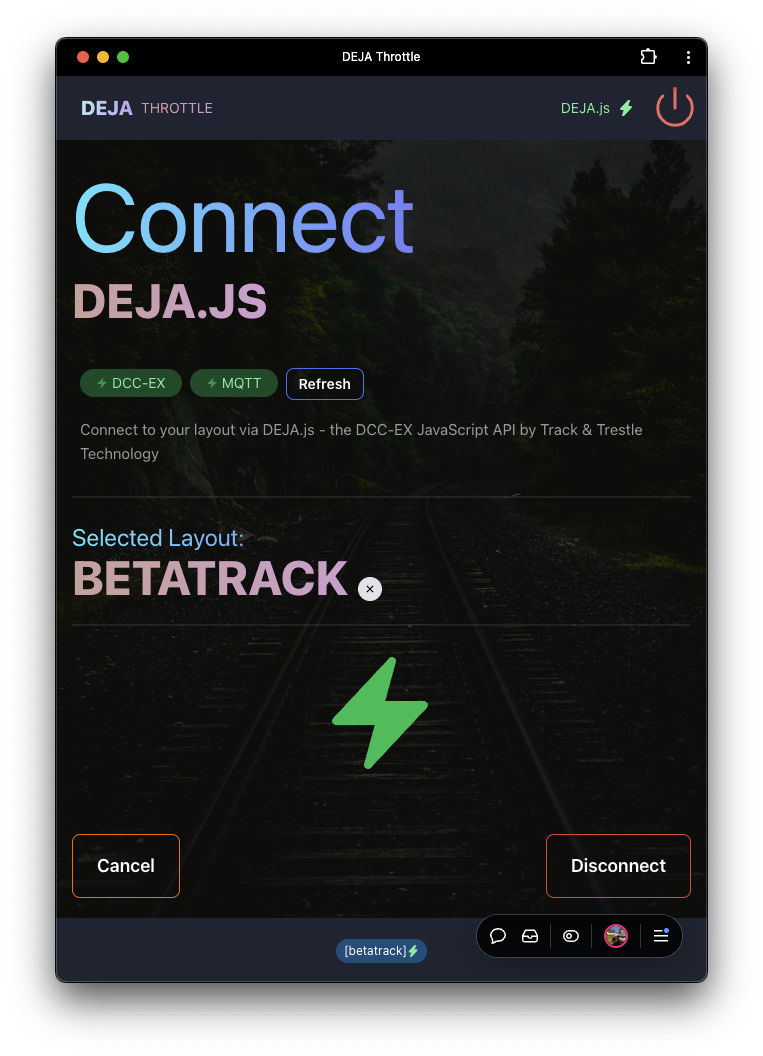 DEJA Throttle
DEJA THROTTLE
DEJA.js
Connect
DEJA.JS
DCC-EX MQTT Refresh
Connect to your layout via DEJA.js - the DCC-EX JavaScript API by Track & Trestle
Technology
Selected Layout:
BETATRACK
Cancel Disconnect
[betatrack]